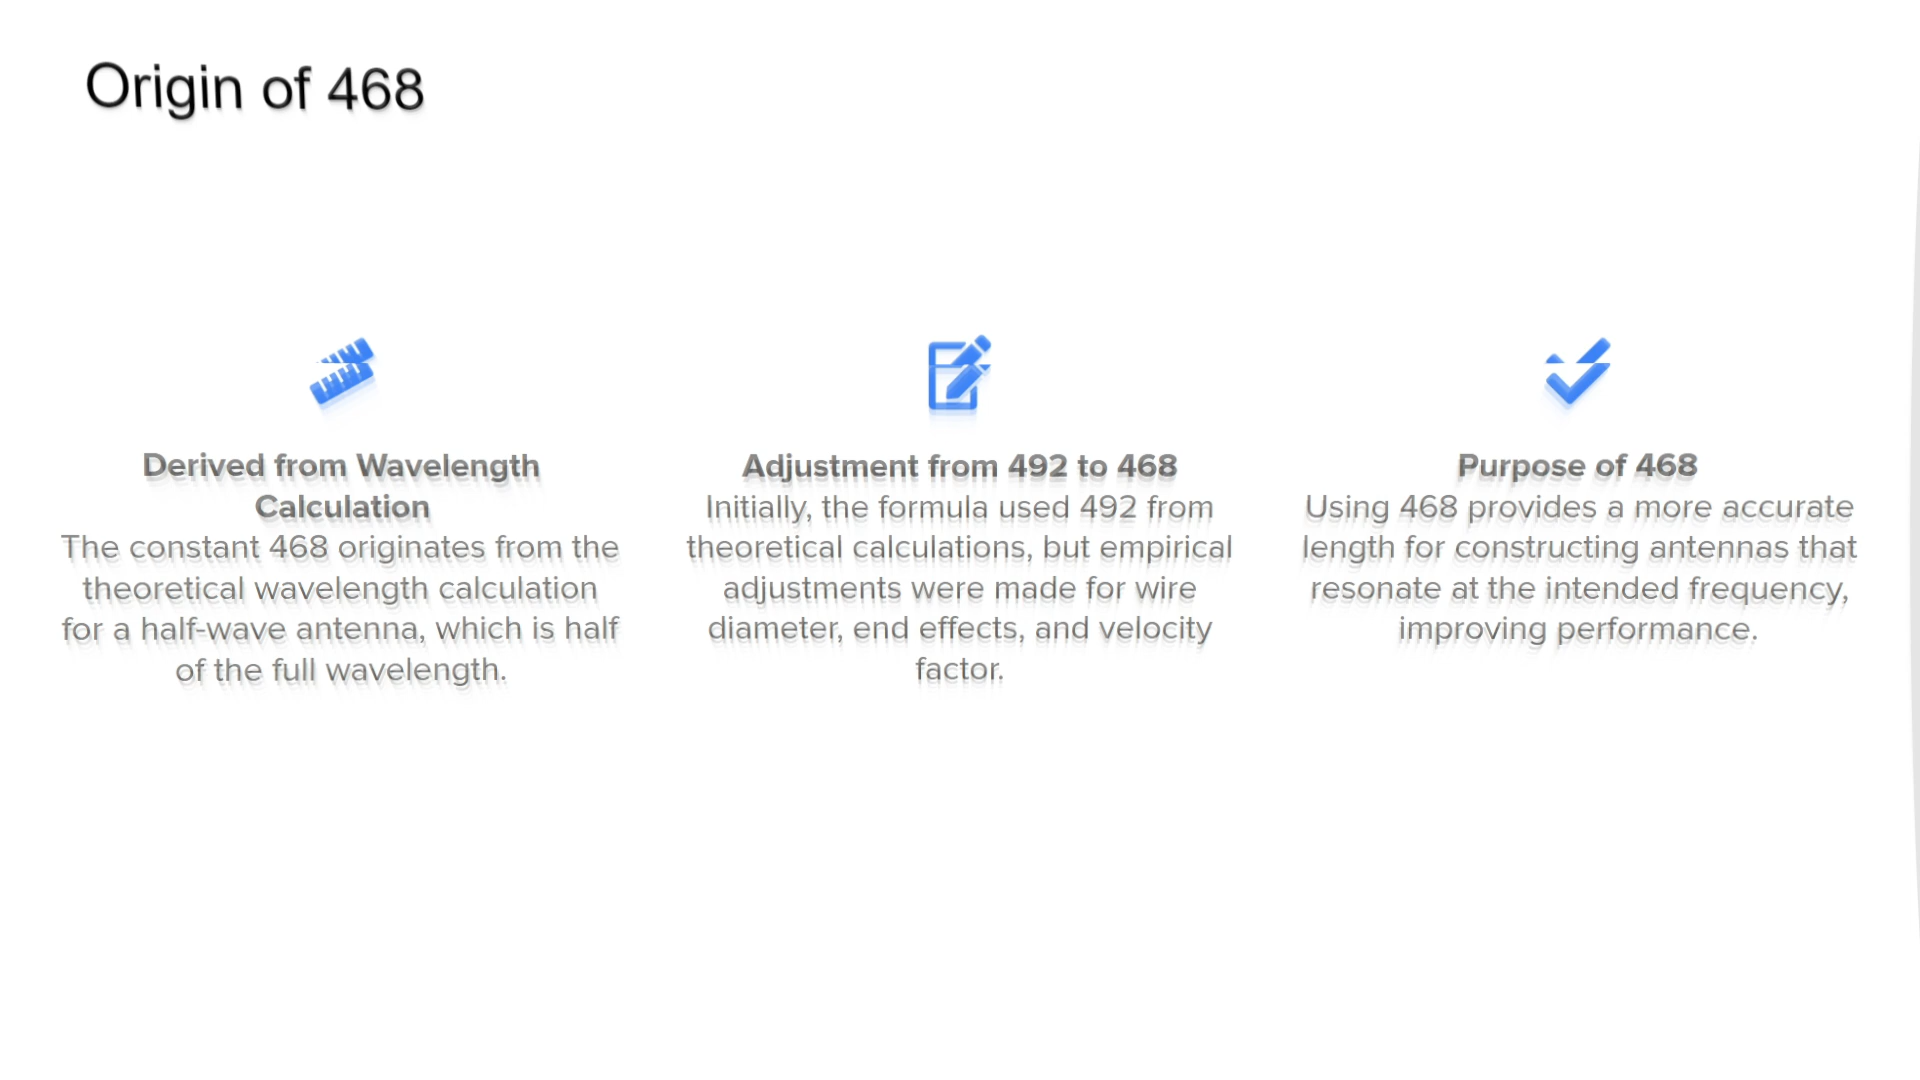 Origin of 468
Derived from Wavelength
Calculation
The constant 468 originates from the
theoretical wavelength calculation
for a half-wave antenna, which is half
of the full wavelength.
Adjustment from 492 to 468
Initially, the formula used 492 from
theoretical calculations, but empirical
adjustments were made for wire
diameter, end effects, and velocity
factor.
Purpose of 468
Using 468 provides a more accurate
length for constructing antennas that
resonate at the intended frequency,
improving performance.